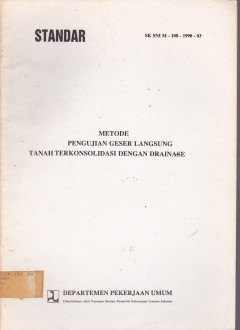 STANDAR
SK SNI M - 108 - 1990 - 03
METODE
PENGUJIAN GESER LANGSUNG
TANAH TERKONSOLIDASI DENGAN DRAINASE
DEPARTEMEN PEKERJAAN UMUM